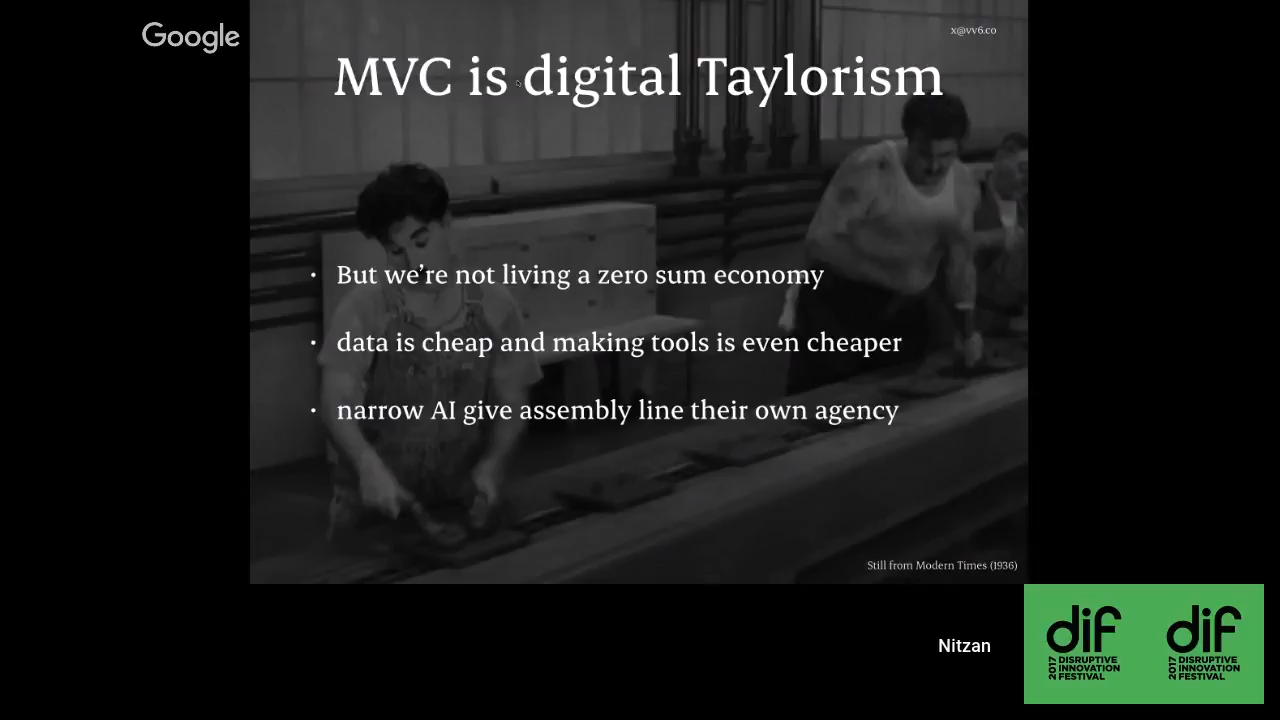 Google
x@vv6.co
MVC is digital Taylorism
• But we're not living a zero sum economy
• data is cheap and making tools is even cheaper
• narrow AI give assembly line their own agency
Still from Modern Times (1936)
Nitzan
dif
2017 DISRUPTIVE
INNOVATION
FESTIVAL
dif
2017 DISRUPTIVE
INNOVATION
FESTIVAL